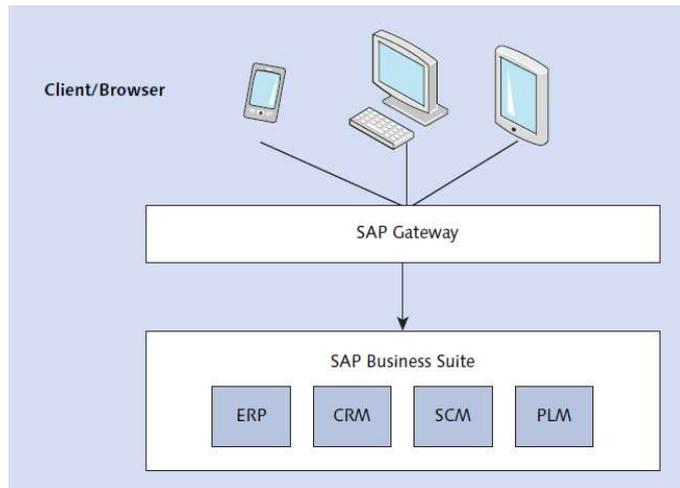 Client/Browser
SAP Gateway
SAP Business Suite
ERP
CRM
SCM
PLM